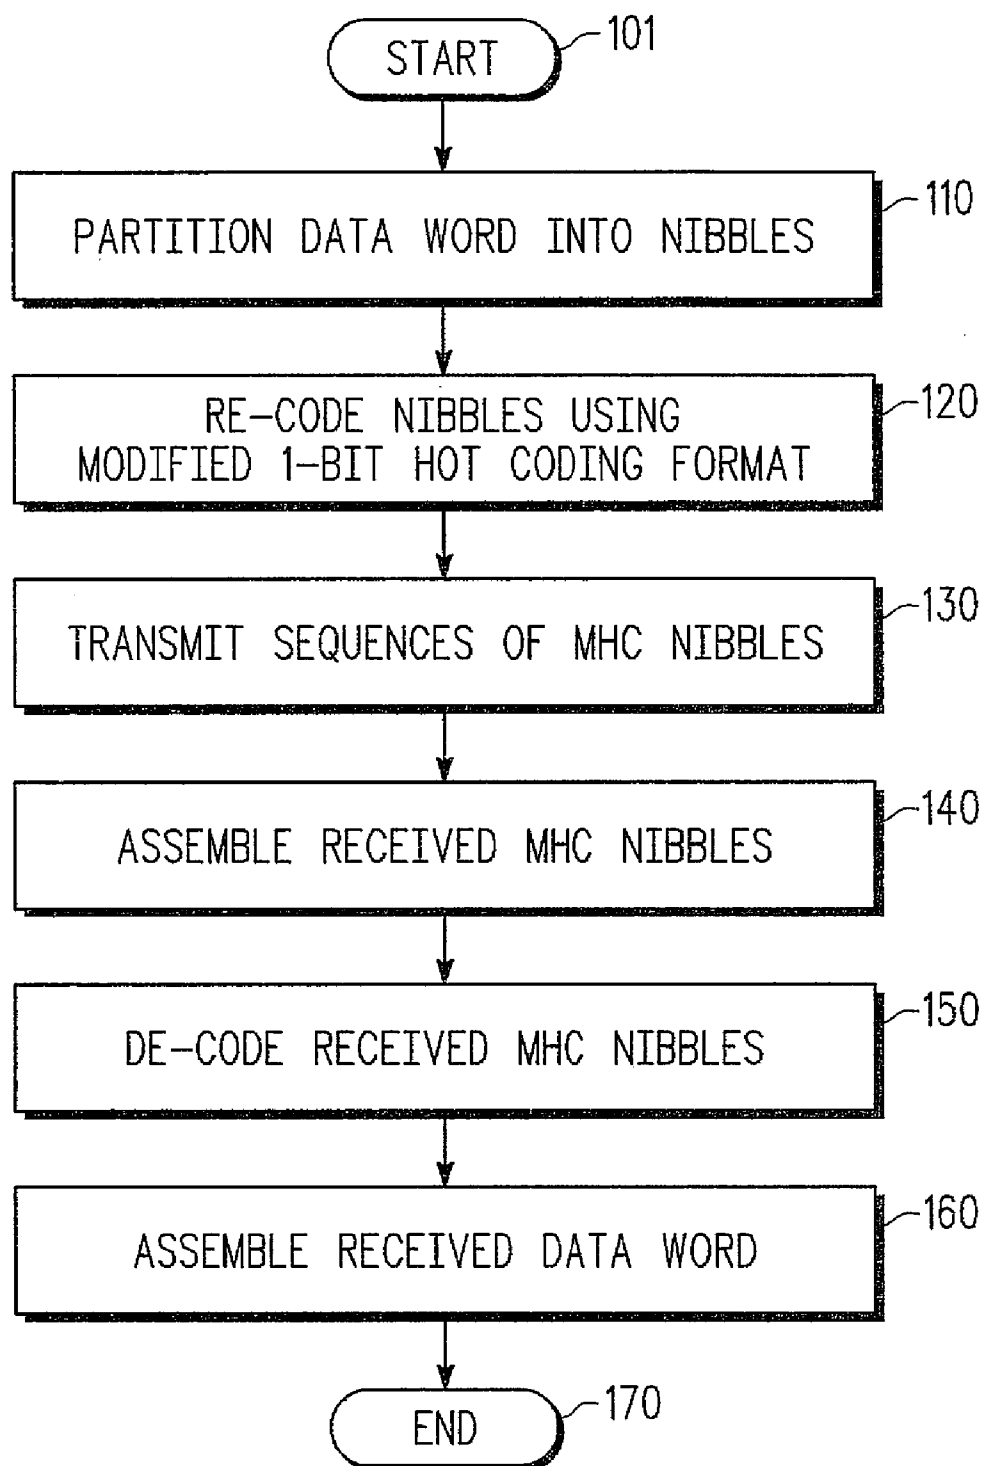 START
101
PARTITION DATA WORD INTO NIBBLES
110
RE-CODE NIBBLES USING
MODIFIED 1-BIT HOT CODING FORMAT
120
TRANSMIT SEQUENCES OF MHC NIBBLES
130
ASSEMBLE RECEIVED MHC NIBBLES
140
DE-CODE RECEIVED MHC NIBBLES
150
ASSEMBLE RECEIVED DATA WORD
160
END
170